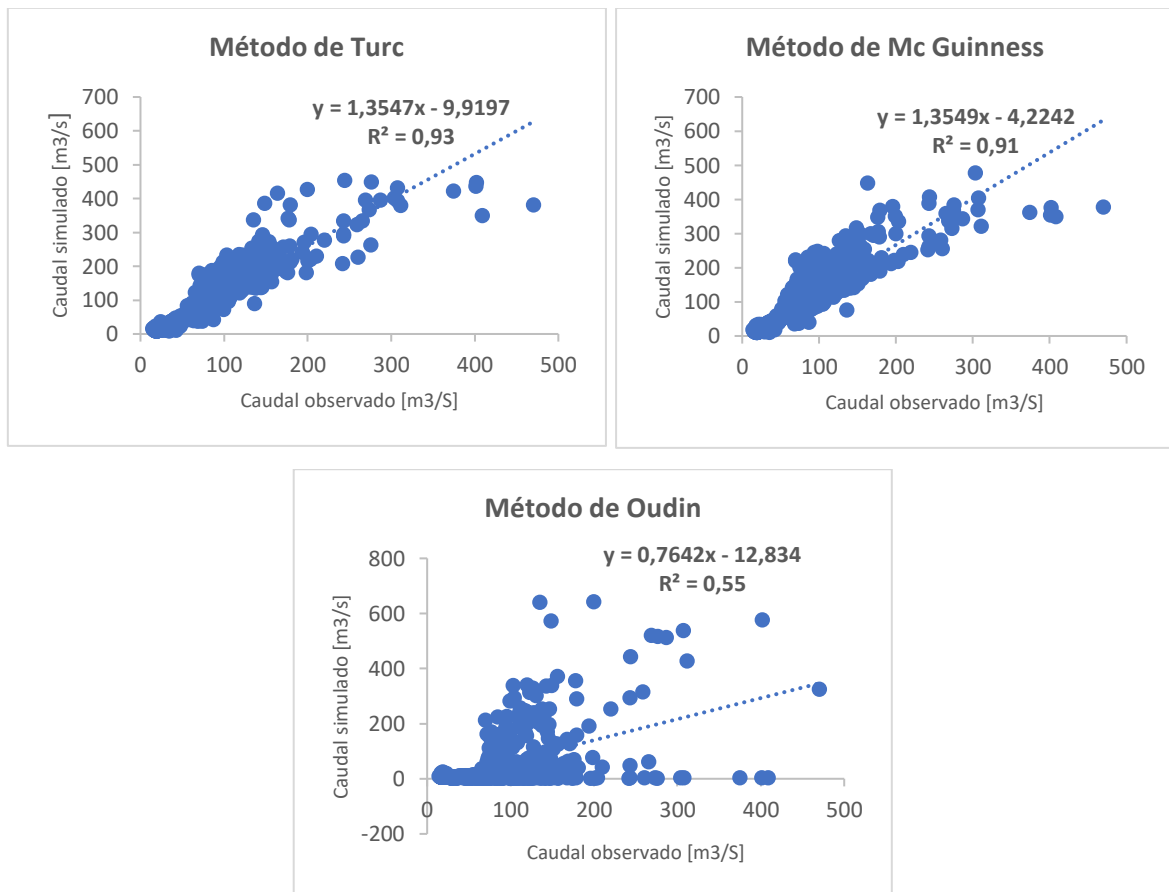 Método de Turc
y = 1,3547x - 9,9197
R² = 0,93
700
600
500
400
300
200
100
0
0 100 200 300 400 500
Caudal simulado [m3/s]
Caudal observado [m3/S]
Método de Mc Guinness
y = 1,3549x - 4,2242
R² = 0,91
700
600
500
400
300
200
100
0
0 100 200 300 400 500
Caudal simulado [m3/s]
Caudal observado [m3/S]
Método de Oudin
y = 0,7642x - 12,834
R² = 0,55
800
600
400
200
0
-200
0 100 200 300 400 500
Caudal simulado [m3/s]
Caudal observado [m3/S]